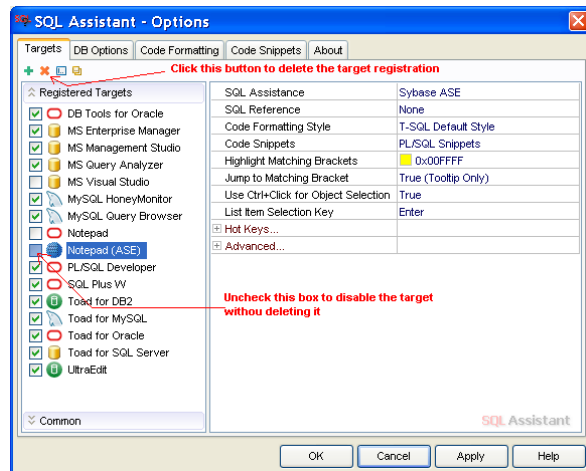 SQL Assistant - Options
Targets DB Options Code Formatting Code Snippets About
Click this button to delete the target registration
Registered Targets
DB Tools for Oracle
MS Enterprise Manager
MS Management Studio
MS Query Analyzer
MS Visual Studio
MySQL HoneyMonitor
MySQL Query Browser
Notepad
Notepad (ASE)
PL/SQL Developer
SQL Plus W
Toad for DB2
Toad for MySQL
Toad for Oracle
Toad for SQL Server
UltraEdit
Common
SQL Assistance Sybase ASE
SQL Reference None
Code Formatting Style T-SQL Default Style
Code Snippets PL/SQL Snippets
Highlight Matching Brackets 0x00FFFF
Jump to Matching Bracket True (Tooltip Only)
Use Ctrl+Click for Object Selection True
List Item Selection Key Enter
Hot Keys...
Advanced...
Uncheck this box to disable the target
withou deleting it
SQL Assistant
OK Cancel Apply Help